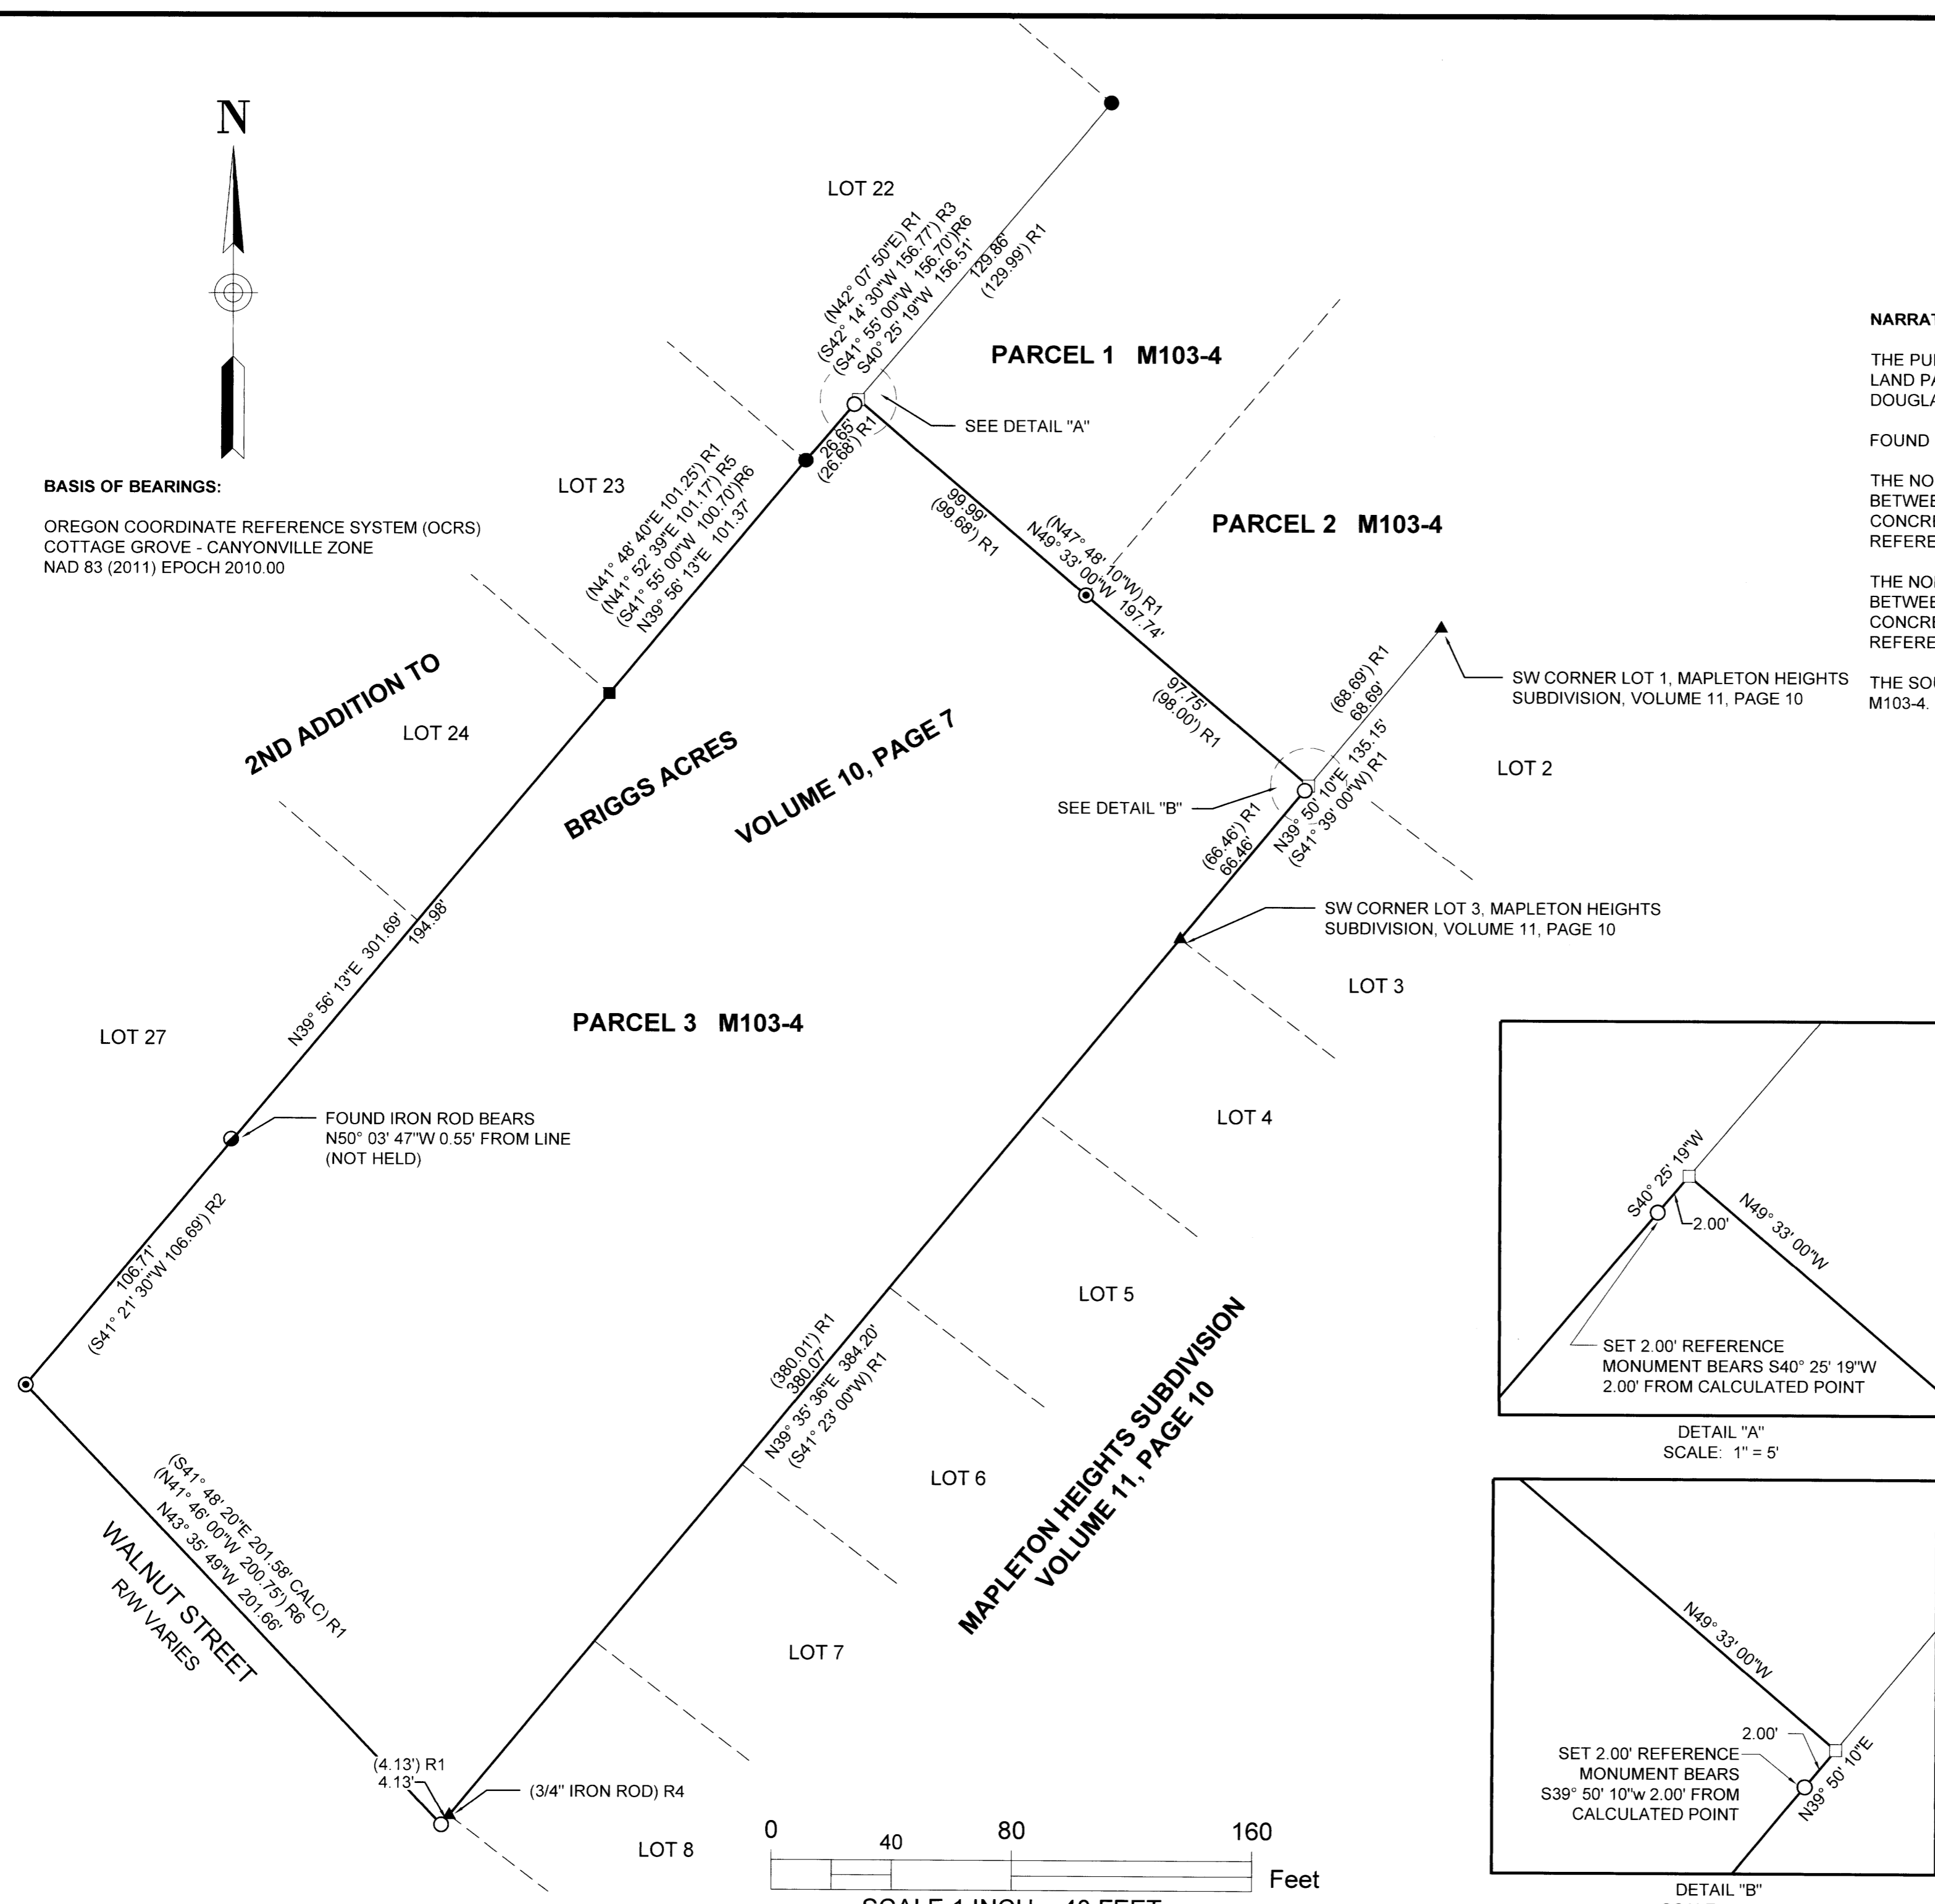 N
BASIS OF BEARINGS:
OREGON COORDINATE REFERENCE SYSTEM (OCRS)
COTTAGE GROVE - CANYONVILLE ZONE
NAD 83 (2011) EPOCH 2010.00
LOT 22
(N42° 07' 50"E) R1
(S42° 14' 30"W 156.77') R3
(S41° 55' 00"W 156.70')R6
S40° 25' 19"W 156.51'
129.86'
(129.99') R1
PARCEL 1 M103-4
SEE DETAIL "A"
26.65'
(26.68') R1
LOT 23
(N41° 48' 40"E 101.25') R1
(N41° 52' 39"E 101.17') R5
(S41° 55' 00"W 100.70')R6
N39° 56' 13"E 101.37'
99.99'
(99.68') R1
(N47° 48' 10"W) R1
N49° 33' 00"W 197.74'
PARCEL 2 M103-4
97.75'
(98.00') R1
(68.69') R1
68.69'
SW CORNER LOT 1, MAPLETON HEIGHTS
SUBDIVISION, VOLUME 11, PAGE 10
NARRAT
THE PU
LAND PA
DOUGLA
FOUND
THE NO
BETWEE
CONCRE
REFERE
THE NO
BETWEE
CONCRE
REFERE
THE SOU
M103-4.
2ND ADDITION TO
LOT 24
BRIGGS ACRES
VOLUME 10, PAGE 7
SEE DETAIL "B"
N39° 50' 10"E 135.15'
(S41° 39' 00"W) R1
LOT 2
(66.46') R1
66.46'
SW CORNER LOT 3, MAPLETON HEIGHTS
SUBDIVISION, VOLUME 11, PAGE 10
LOT 3
N39° 56' 13"E 301.69'
194.98'
PARCEL 3 M103-4
LOT 27
FOUND IRON ROD BEARS
N50° 03' 47"W 0.55' FROM LINE
(NOT HELD)
LOT 4
106.71'
(S41° 21' 30"W 106.69') R2
LOT 5
(380.01') R1
380.07'
N39° 35' 36"E 384.20'
(S41° 23' 00"W) R1
MAPLETON HEIGHTS SUBDIVISION
VOLUME 11, PAGE 10
LOT 6
(S41° 48' 20"E 201.58' CALC) R1
(N41° 46' 00"W 200.75') R6
N43° 35' 49"W 201.66'
WALNUT STREET
R/W VARIES
LOT 7
(4.13') R1
4.13'
(3/4" IRON ROD) R4
LOT 8
0 40 80 160
Feet
S40° 25' 19"W
2.00'
N49° 33' 00"W
SET 2.00' REFERENCE
MONUMENT BEARS S40° 25' 19"W
2.00' FROM CALCULATED POINT
DETAIL "A"
SCALE: 1" = 5'
N49° 33' 00"W
2.00'
N39° 50' 10"E
SET 2.00' REFERENCE
MONUMENT BEARS
S39° 50' 10"w 2.00' FROM
CALCULATED POINT
DETAIL "B"